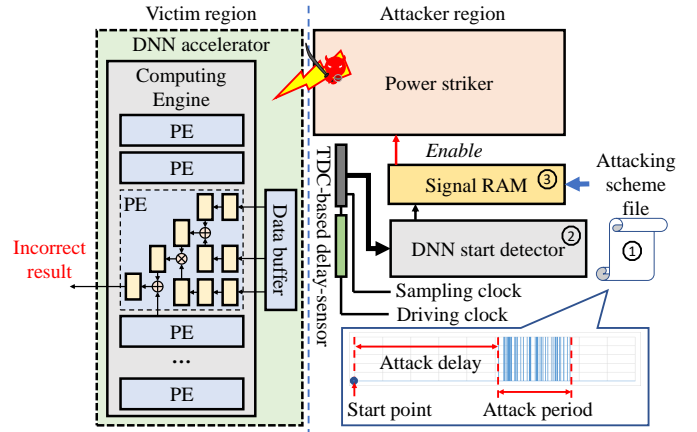 Victim region
Attacker region
DNN accelerator
Computing
Engine
PE
PE
PE
Data buffer
Incorrect
result
PE
...
PE
Power striker
Enable
TDC-based delay-sensor
Signal RAM
③
Attacking
scheme
file
DNN start detector
②
①
Sampling clock
Driving clock
Attack delay
Start point
Attack period